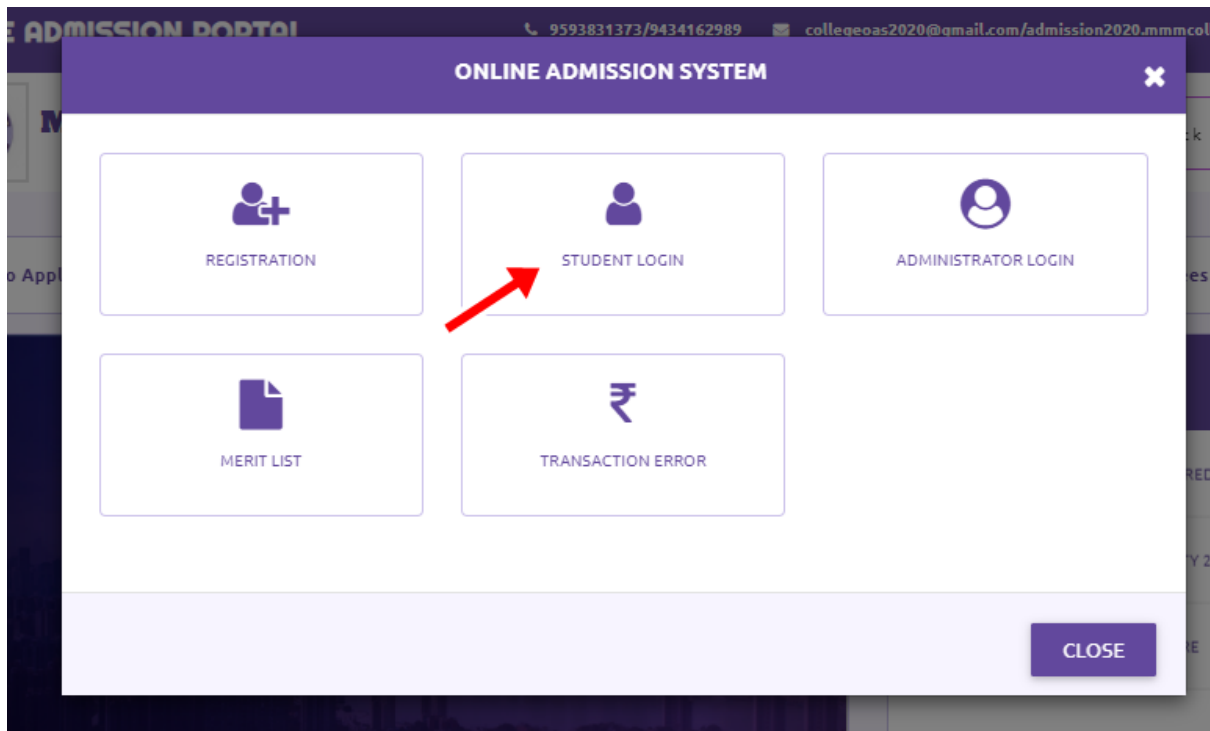 E ADMISSION PORTAL
9593831373/9434162989
collegeoas2020@gmail.com/admission2020.mmmcol
ONLINE ADMISSION SYSTEM
M
REGISTRATION
STUDENT LOGIN
ADMINISTRATOR LOGIN
o Appl
MERIT LIST
TRANSACTION ERROR
CLOSE